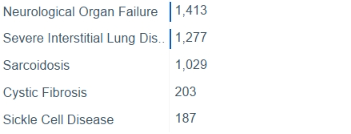 Neurological Organ Failure 1,413
Severe Interstitial Lung Dis.. 1,277
Sarcoidosis 1,029
Cystic Fibrosis 203
Sickle Cell Disease 187